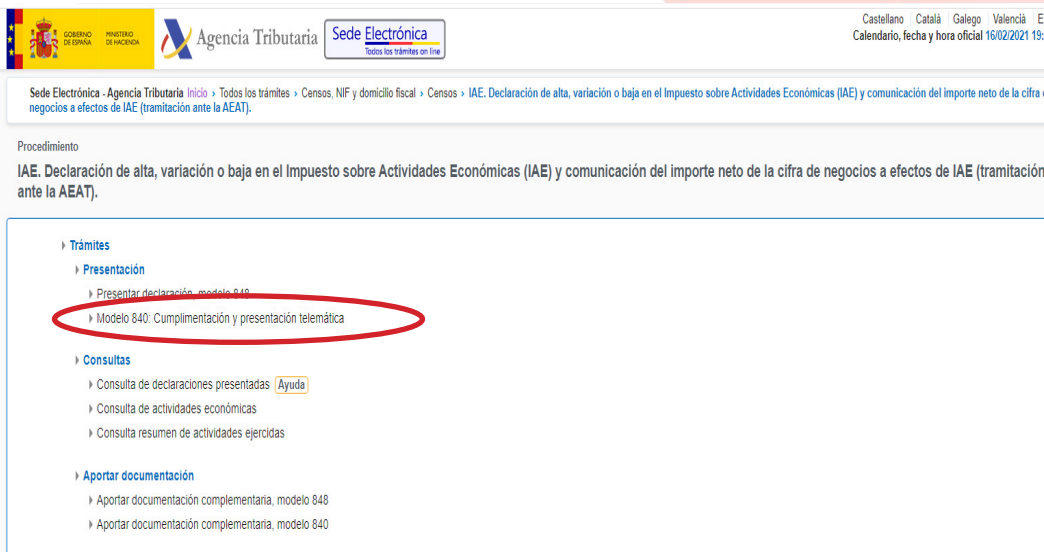 Castellano Català Galego Valencià E
GOBIERNO DE ESPAÑA
MINISTERIO DE HACIENDA
Agencia Tributaria
Sede Electrónica
Todos los trámites on line
Calendario, fecha y hora oficial 16/02/2021 19:
Sede Electrónica - Agencia Tributaria Inicio › Todos los trámites › Censos, NIF y domicilio fiscal › Censos › IAE. Declaración de alta, variación o baja en el Impuesto sobre Actividades Económicas (IAE) y comunicación del importe neto de la cifra
negocios a efectos de IAE (tramitación ante la AEAT).
Procedimiento
IAE. Declaración de alta, variación o baja en el Impuesto sobre Actividades Económicas (IAE) y comunicación del importe neto de la cifra de negocios a efectos de IAE (tramitación
ante la AEAT).
Trámites
Presentación
Presentar declaración, modelo 848
Modelo 840: Cumplimentación y presentación telemática
Consultas
Consulta de declaraciones presentadas Ayuda
Consulta de actividades económicas
Consulta resumen de actividades ejercidas
Aportar documentación
Aportar documentación complementaria, modelo 848
Aportar documentación complementaria, modelo 840